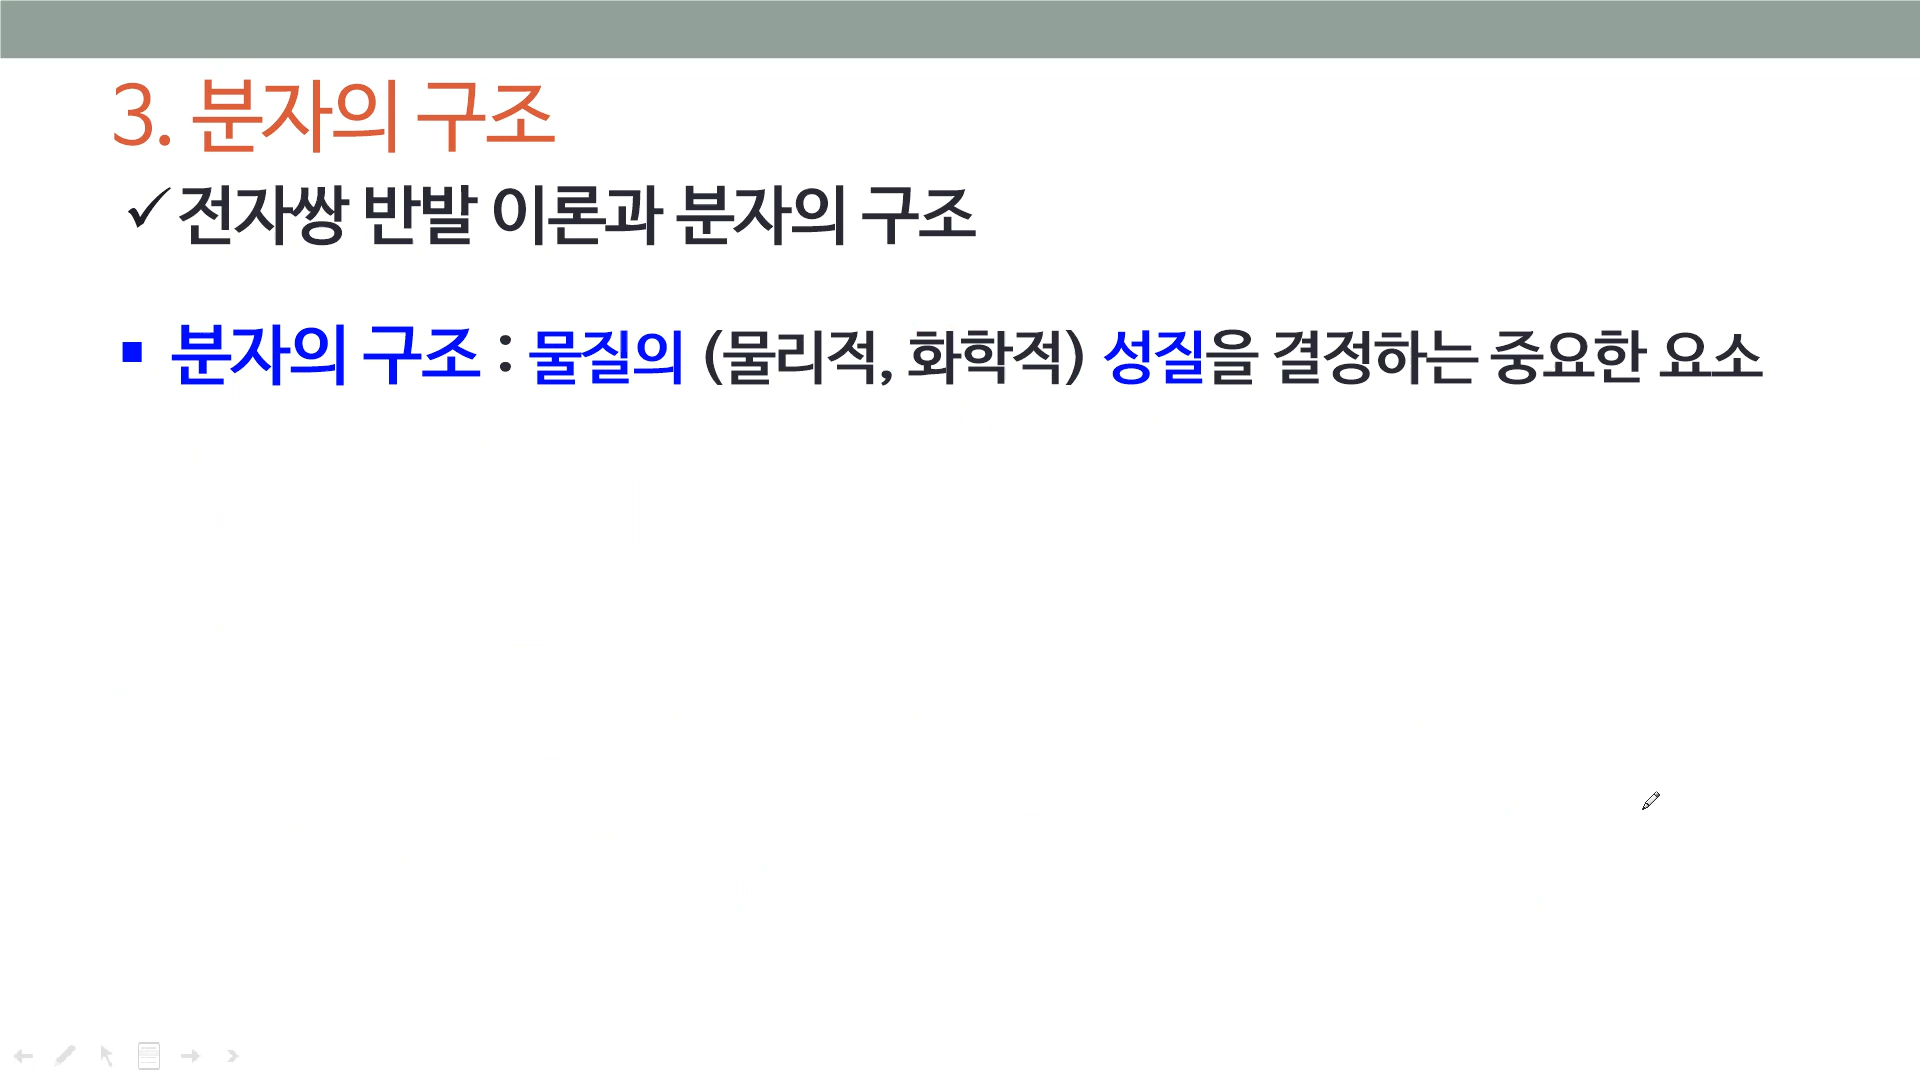 3. 분자의 구조
✓전자쌍 반발 이론과 분자의 구조
▪ 분자의 구조 : 물질의 (물리적, 화학적) 성질을 결정하는 중요한 요소